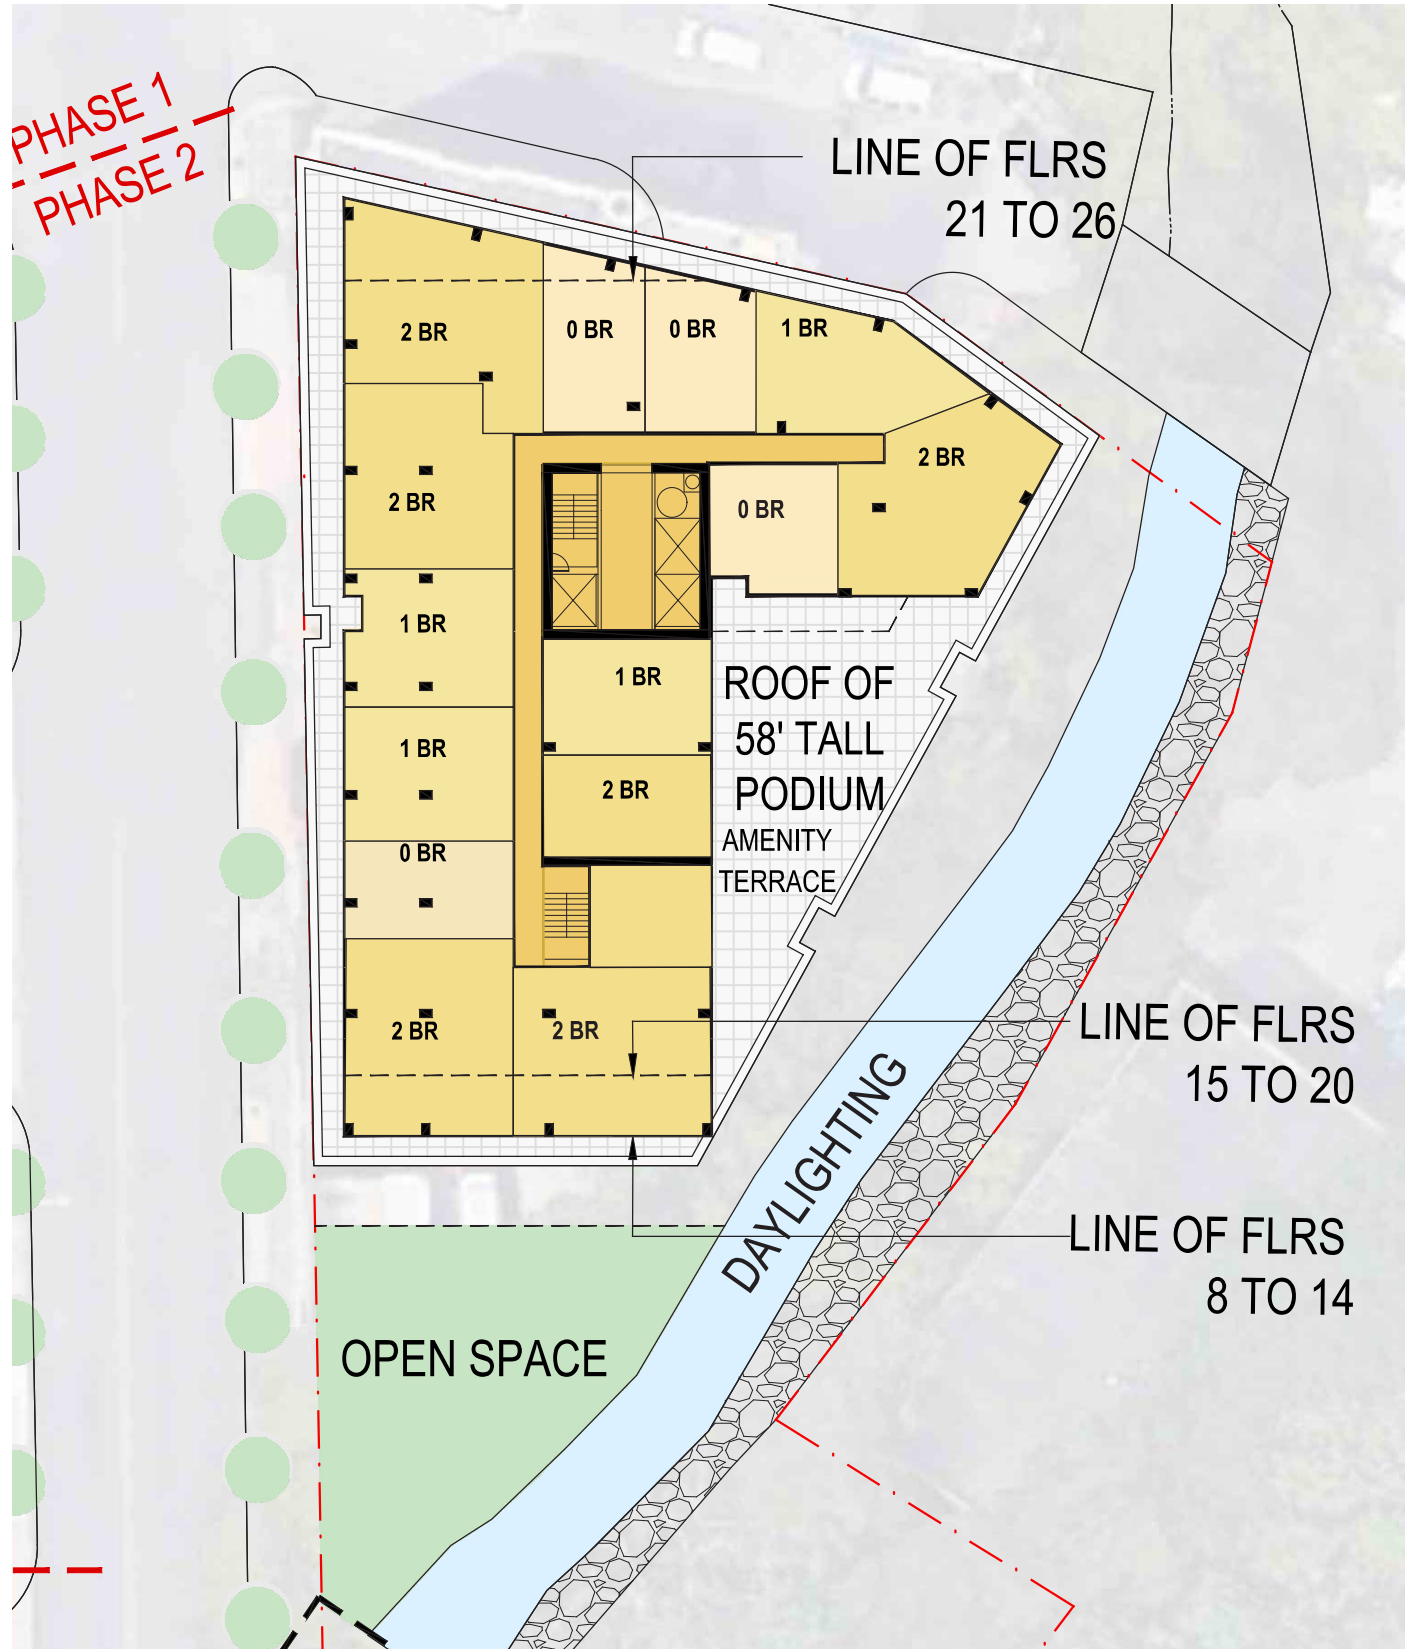 PHASE 1
PHASE 2
LINE OF FLRS
21 TO 26
2 BR
0 BR
0 BR
1 BR
2 BR
2 BR
0 BR
1 BR
1 BR
ROOF OF
58' TALL
PODIUM
AMENITY
TERRACE
1 BR
2 BR
0 BR
2 BR
2 BR
LINE OF FLRS
15 TO 20
DAYLIGHTING
LINE OF FLRS
8 TO 14
OPEN SPACE